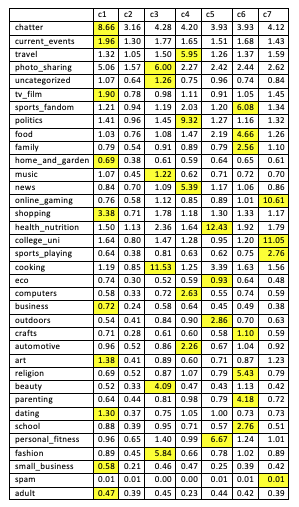 c1 c2 c3 c4 c5 c6 c7
chatter 8.66 3.16 4.28 4.20 3.93 3.93 4.12
current_events 1.96 1.30 1.77 1.65 1.51 1.68 1.43
travel 1.32 1.05 1.50 5.95 1.26 1.37 1.59
photo_sharing 5.06 1.57 6.00 2.27 2.42 2.44 2.62
uncategorized 1.07 0.64 1.26 0.75 0.96 0.74 0.84
tv_film 1.90 0.78 0.98 1.11 0.91 1.05 1.45
sports_fandom 1.21 0.94 1.19 2.03 1.20 6.08 1.34
politics 1.41 0.96 1.45 9.32 1.27 1.16 1.32
food 1.03 0.76 1.08 1.47 2.19 4.66 1.26
family 0.79 0.54 0.91 0.89 0.79 2.56 1.10
home_and_garden 0.69 0.38 0.61 0.59 0.64 0.65 0.61
music 1.07 0.45 1.22 0.62 0.71 0.72 0.70
news 0.84 0.70 1.09 5.39 1.17 1.06 0.86
online_gaming 0.76 0.58 1.12 0.85 0.89 1.01 10.61
shopping 3.38 0.71 1.78 1.18 1.30 1.33 1.17
health_nutrition 1.50 1.13 2.36 1.64 12.43 1.92 1.79
college_uni 1.64 0.80 1.47 1.28 0.95 1.20 11.05
sports_playing 0.64 0.38 0.81 0.63 0.62 0.75 2.76
cooking 1.19 0.85 11.53 1.25 3.39 1.63 1.56
eco 0.74 0.30 0.52 0.59 0.93 0.64 0.48
computers 0.58 0.33 0.72 2.63 0.55 0.74 0.59
business 0.72 0.24 0.58 0.64 0.45 0.49 0.38
outdoors 0.54 0.41 0.84 0.90 2.86 0.70 0.63
crafts 0.71 0.28 0.61 0.60 0.58 1.10 0.59
automotive 0.96 0.52 0.86 2.26 0.67 1.04 0.92
art 1.38 0.41 0.89 0.60 0.71 0.87 1.23
religion 0.69 0.52 0.87 1.07 0.79 5.43 0.79
beauty 0.52 0.33 4.09 0.47 0.43 1.13 0.42
parenting 0.64 0.44 0.81 0.98 0.72 4.18 0.72
dating 1.30 0.37 0.75 1.05 1.00 0.73 0.73
school 0.88 0.39 0.95 0.71 0.57 2.76 0.51
personal_fitness 0.96 0.65 1.40 0.99 6.67 1.24 1.01
fashion 0.89 0.45 5.84 0.66 0.78 1.02 0.89
small_business 0.58 0.21 0.46 0.47 0.25 0.39 0.42
spam 0.01 0.00 0.00 0.01 0.01 0.01 0.01
adult 0.47 0.39 0.45 0.23 0.44 0.42 0.39